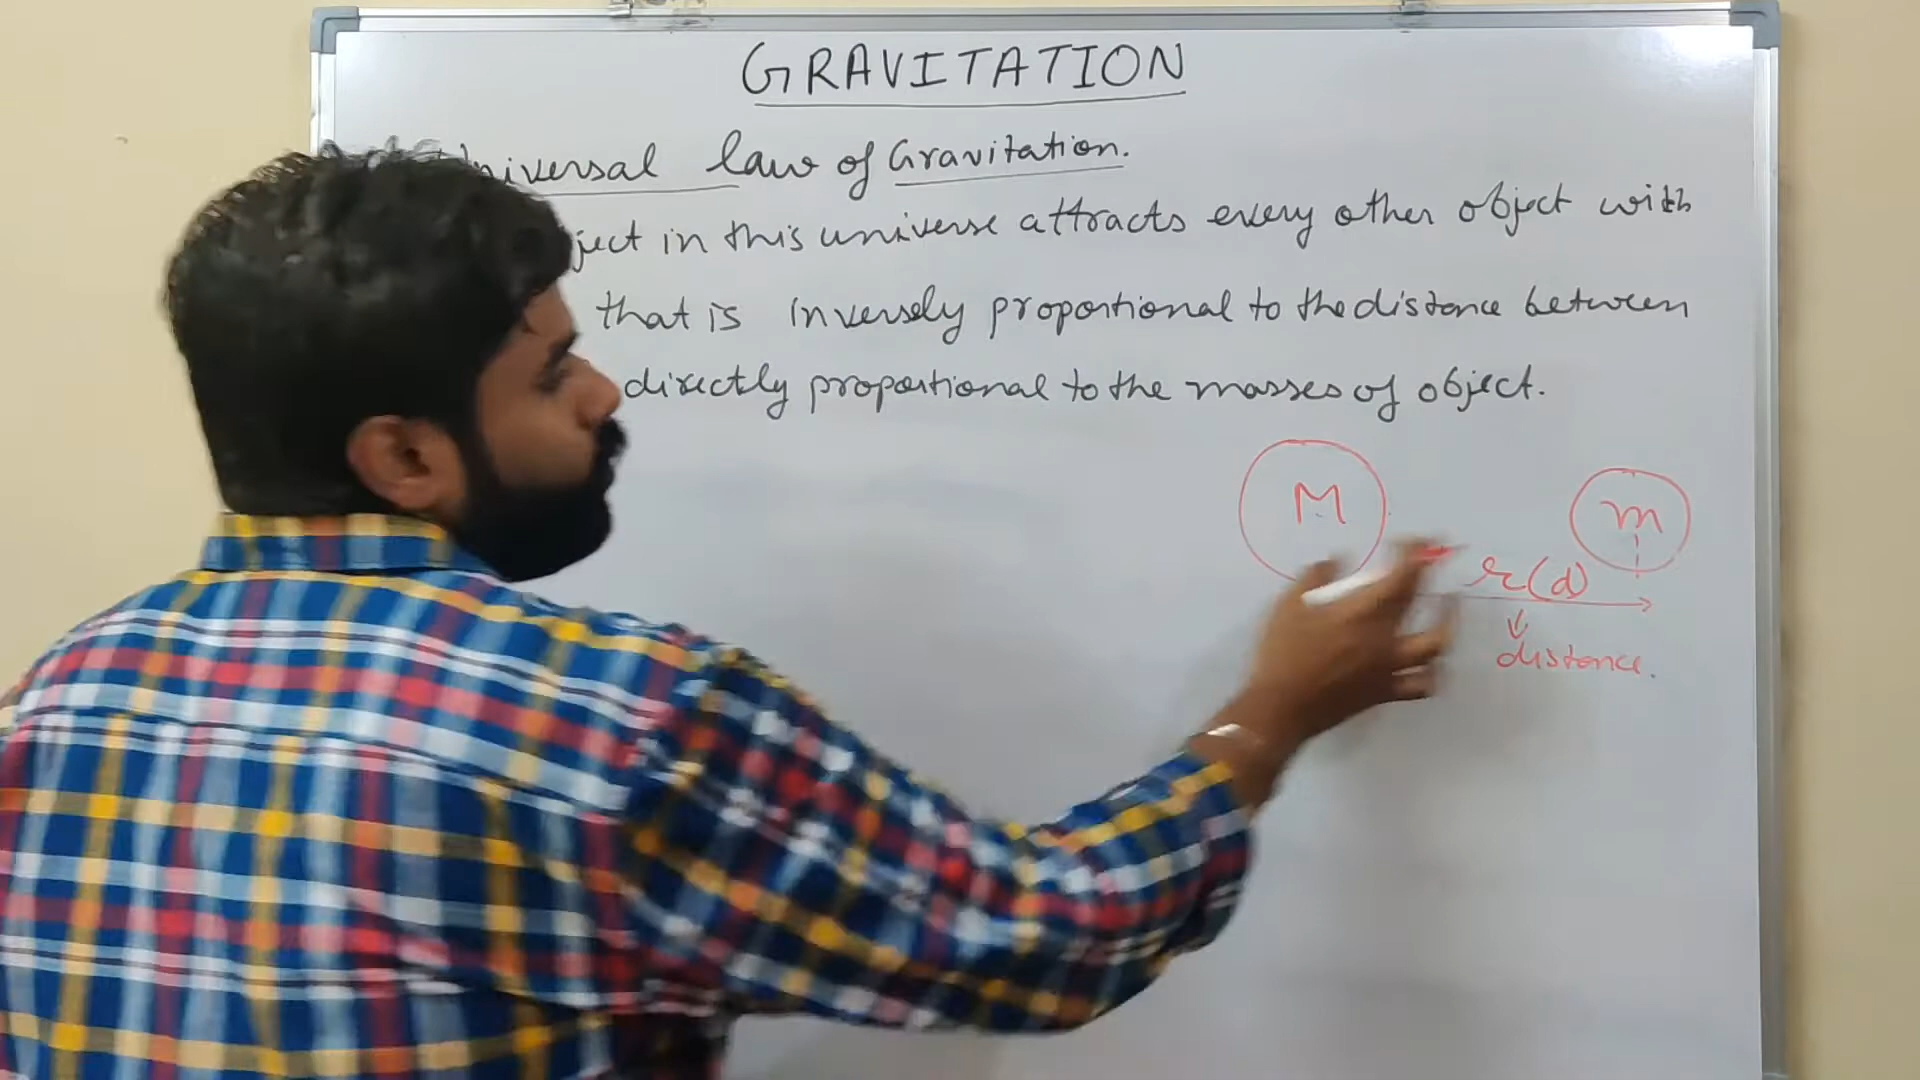 GRAVITATION
niversal law of Gravitation.
ject in this universe attracts every other object with
that is inversely proportional to the distance between
directly proportional to the masses of object.
M
m
r(d)
distance.